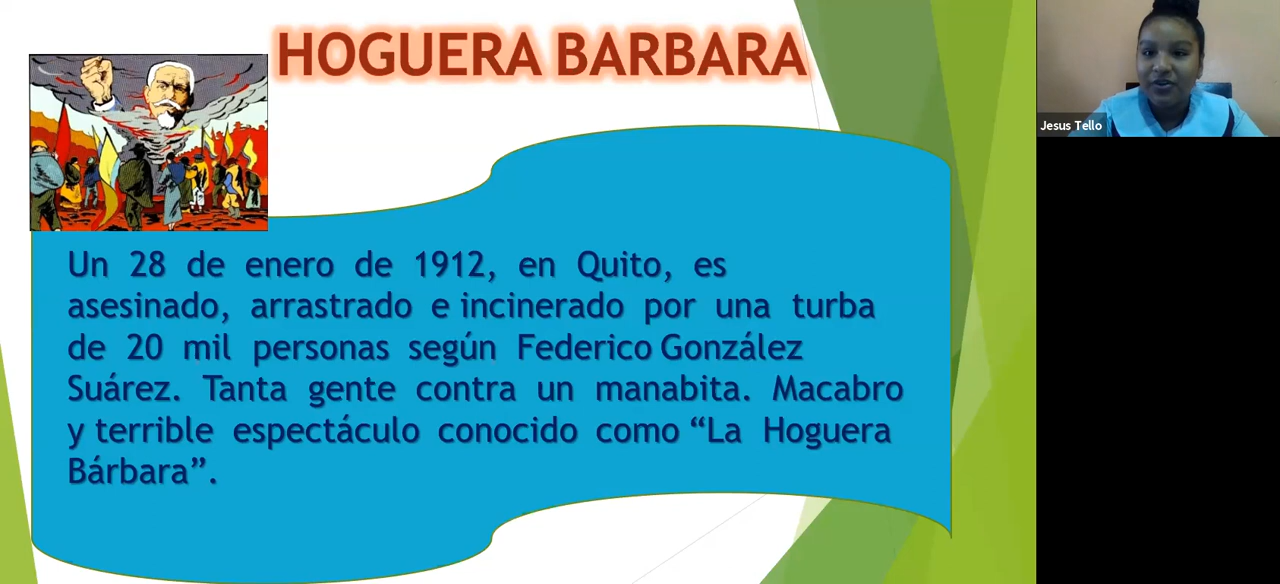 HOGUERA BARBARA
Un 28 de enero de 1912, en Quito, es
asesinado, arrastrado e incinerado por una turba
de 20 mil personas según Federico González
Suárez. Tanta gente contra un manabita. Macabro
y terrible espectáculo conocido como “La Hoguera
Bárbara”.
Jesus Tello